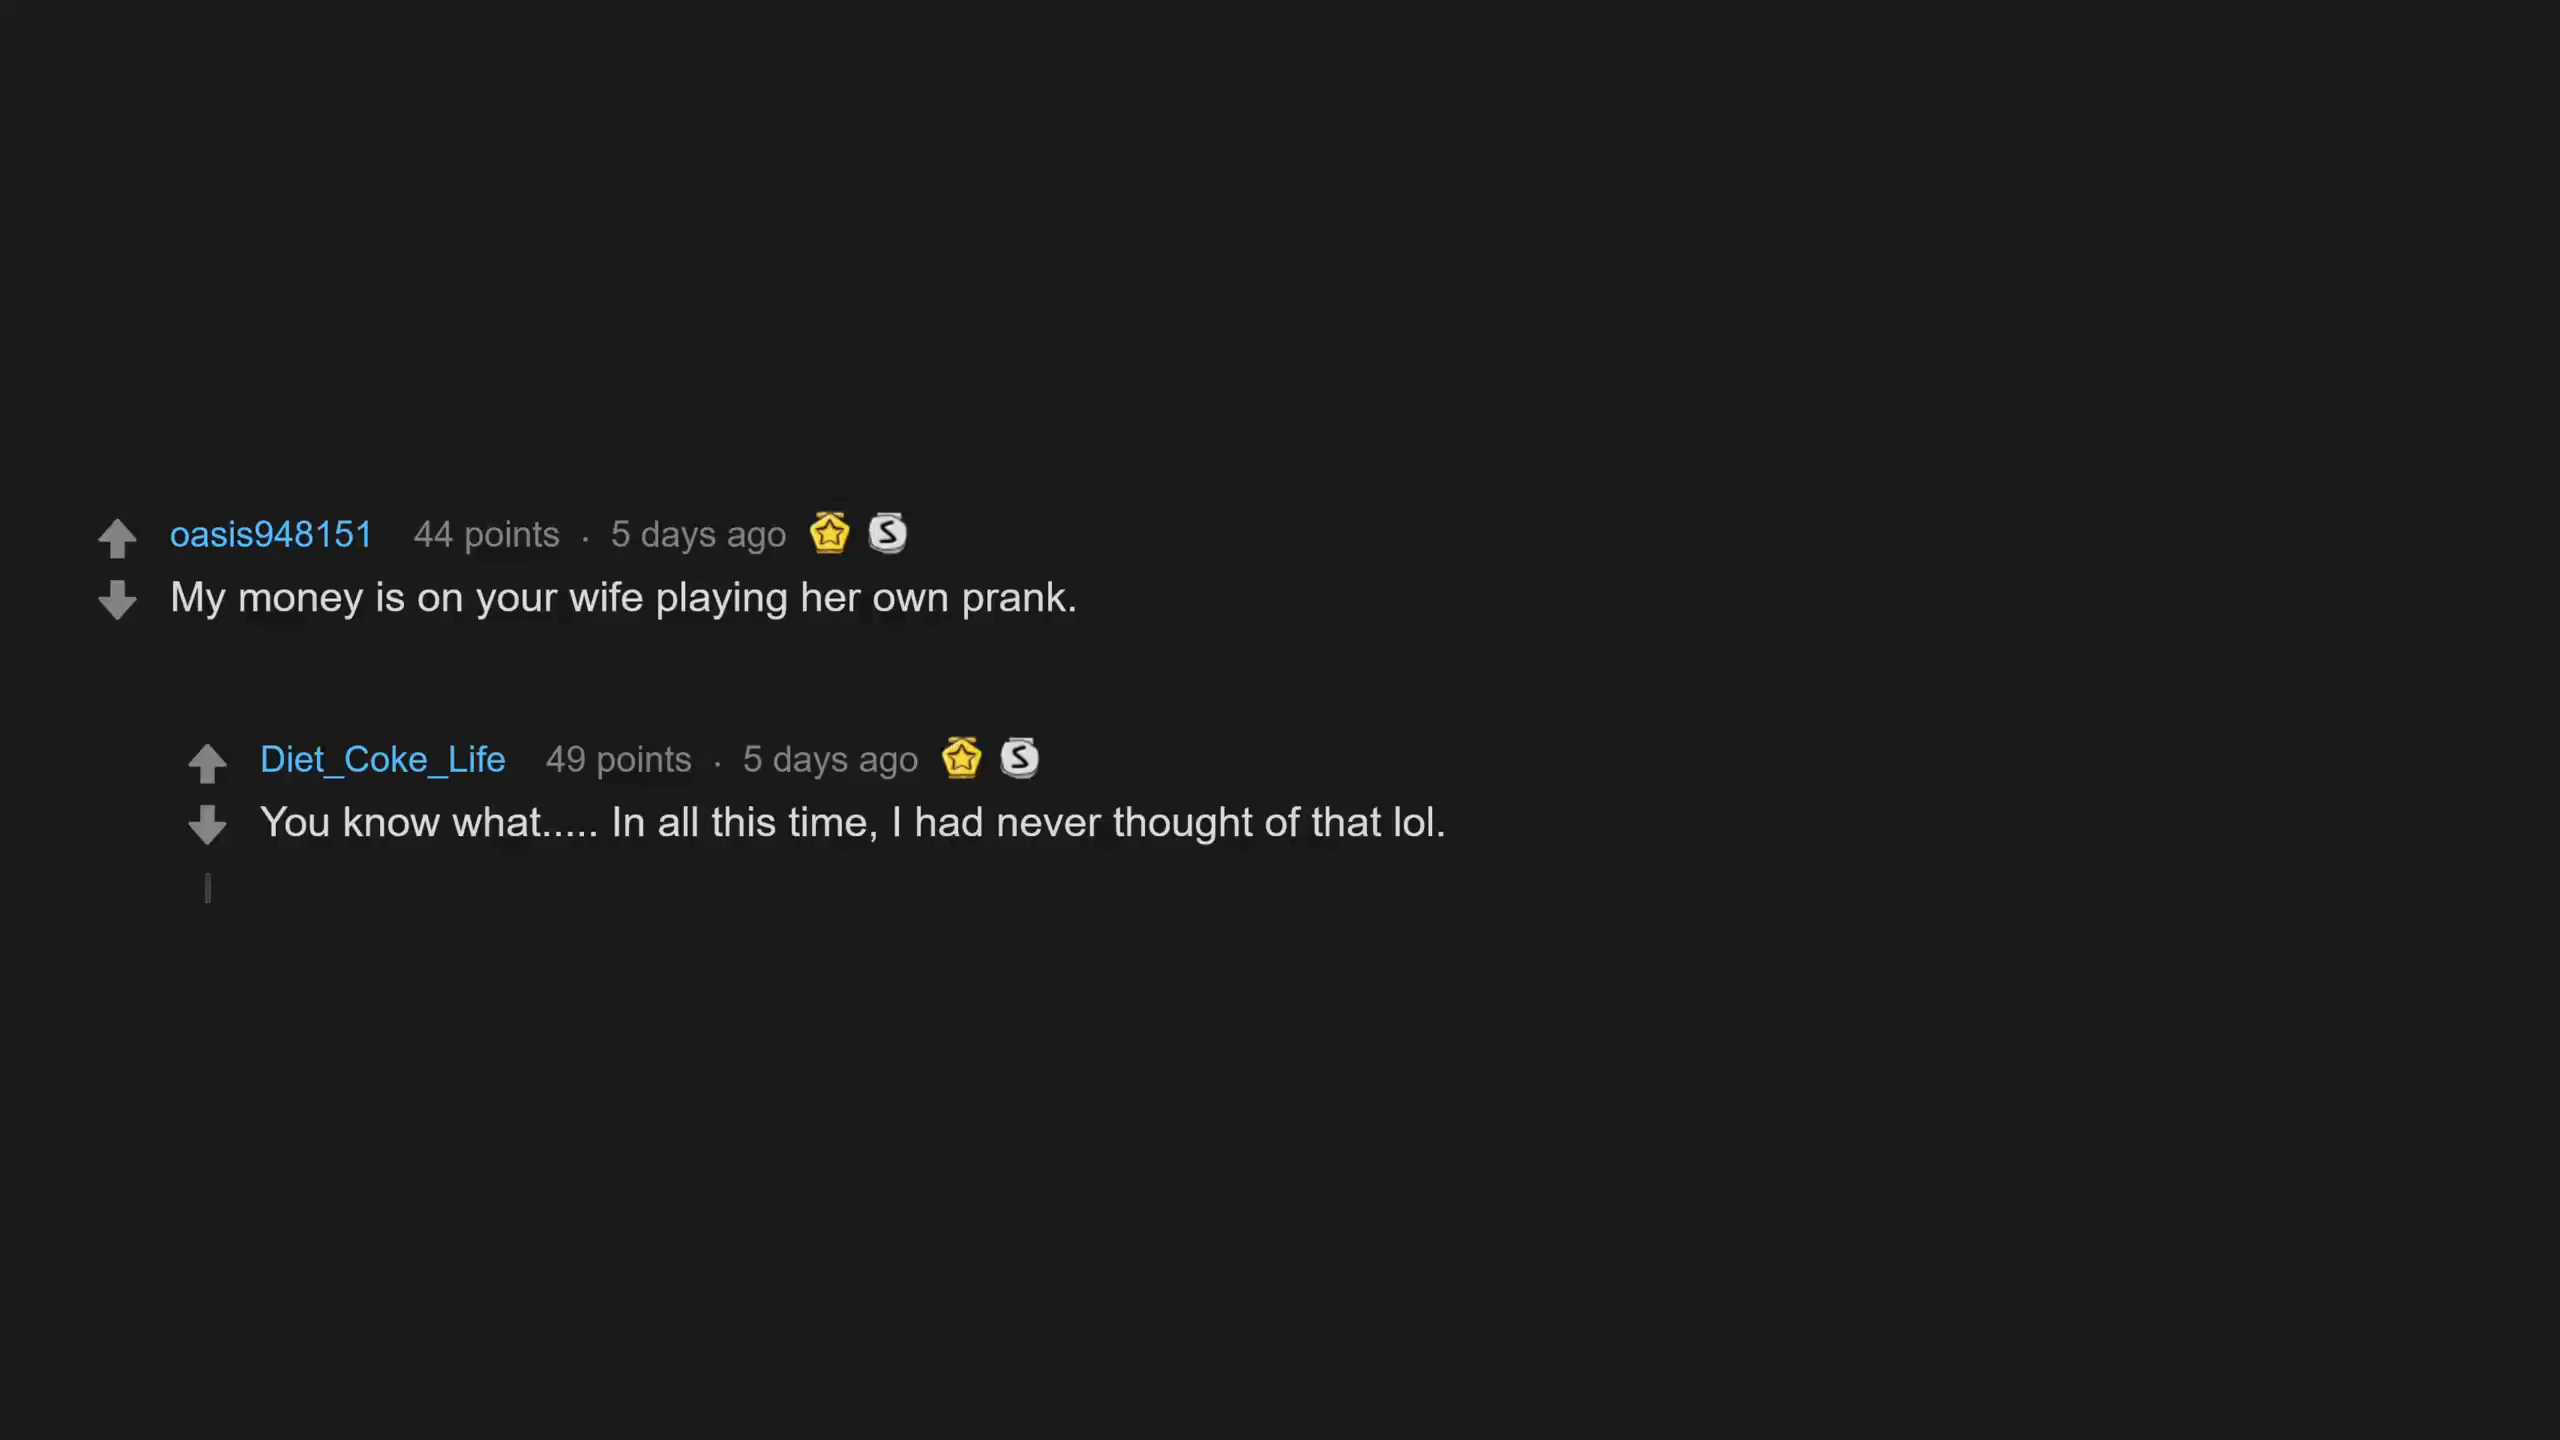 oasis948151 44 points · 5 days ago S
My money is on your wife playing her own prank.
Diet_Coke_Life 49 points · 5 days ago S
You know what..... In all this time, I had never thought of that lol.